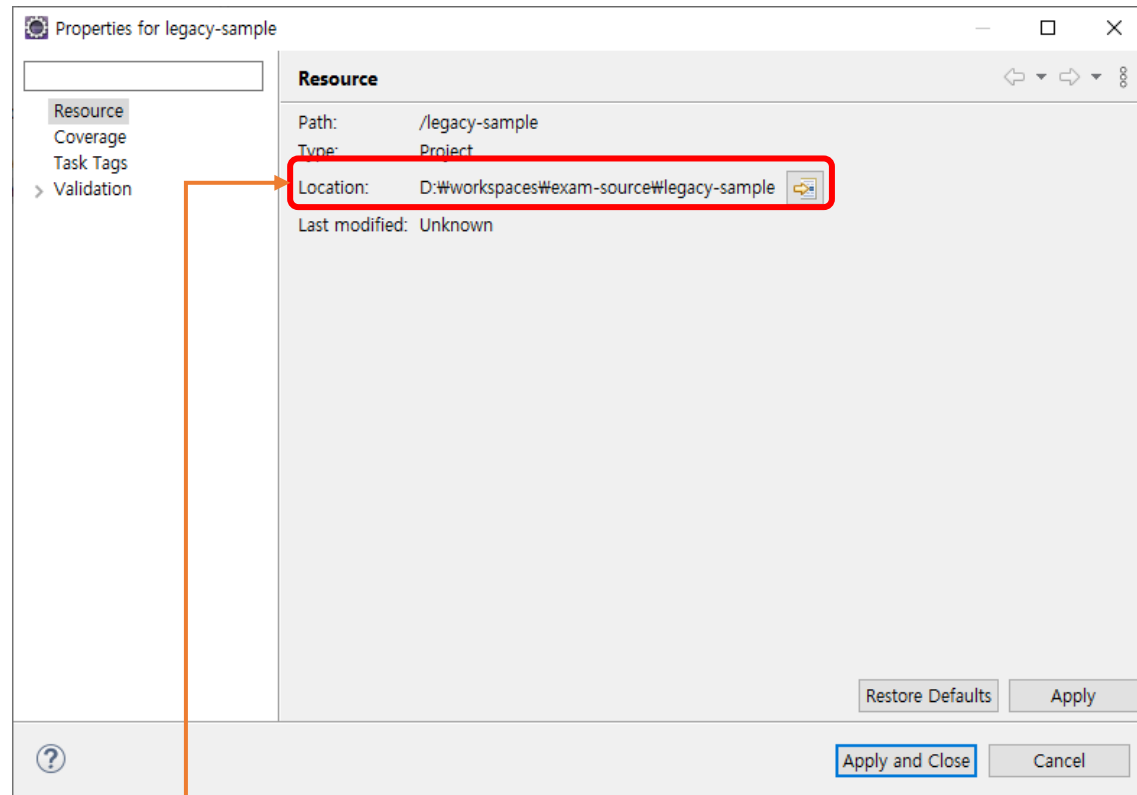 Properties for legacy-sample
Resource
Coverage
Task Tags
Validation
Resource
Path: /legacy-sample
Type: Project
Location: D:₩workspaces₩exam-source₩legacy-sample
Last modified: Unknown
Restore Defaults Apply
Apply and Close Cancel